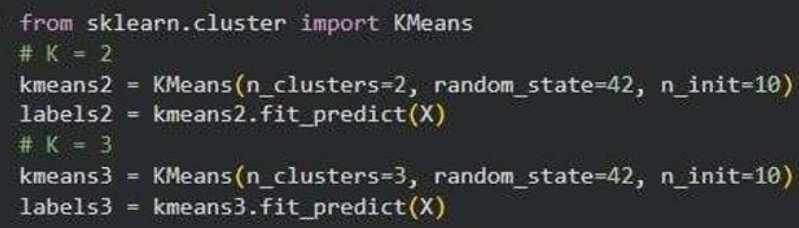 from sklearn.cluster import KMeans
# K = 2
kmeans2 = KMeans(n_clusters=2, random_state=42, n_init=10)
labels2 = kmeans2.fit_predict(X)
# K = 3
kmeans3 = KMeans(n_clusters=3, random_state=42, n_init=10)
labels3 = kmeans3.fit_predict(X)